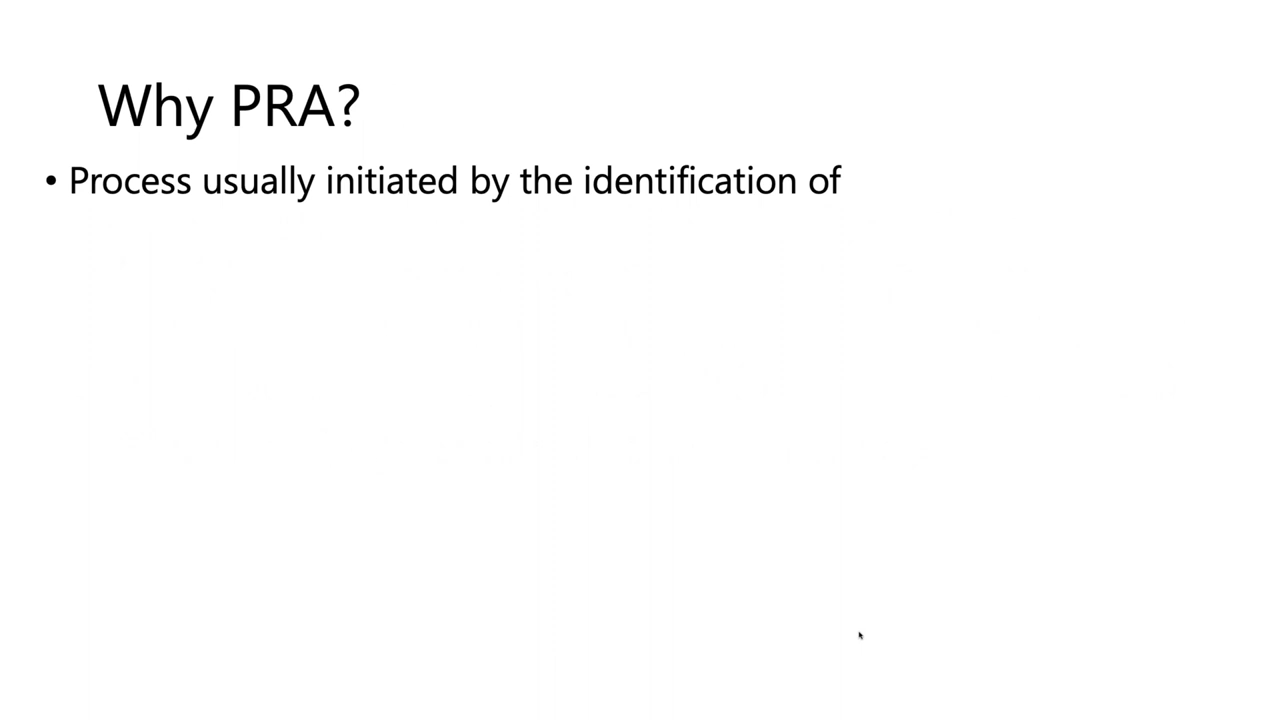 Why PRA?
• Process usually initiated by the identification of